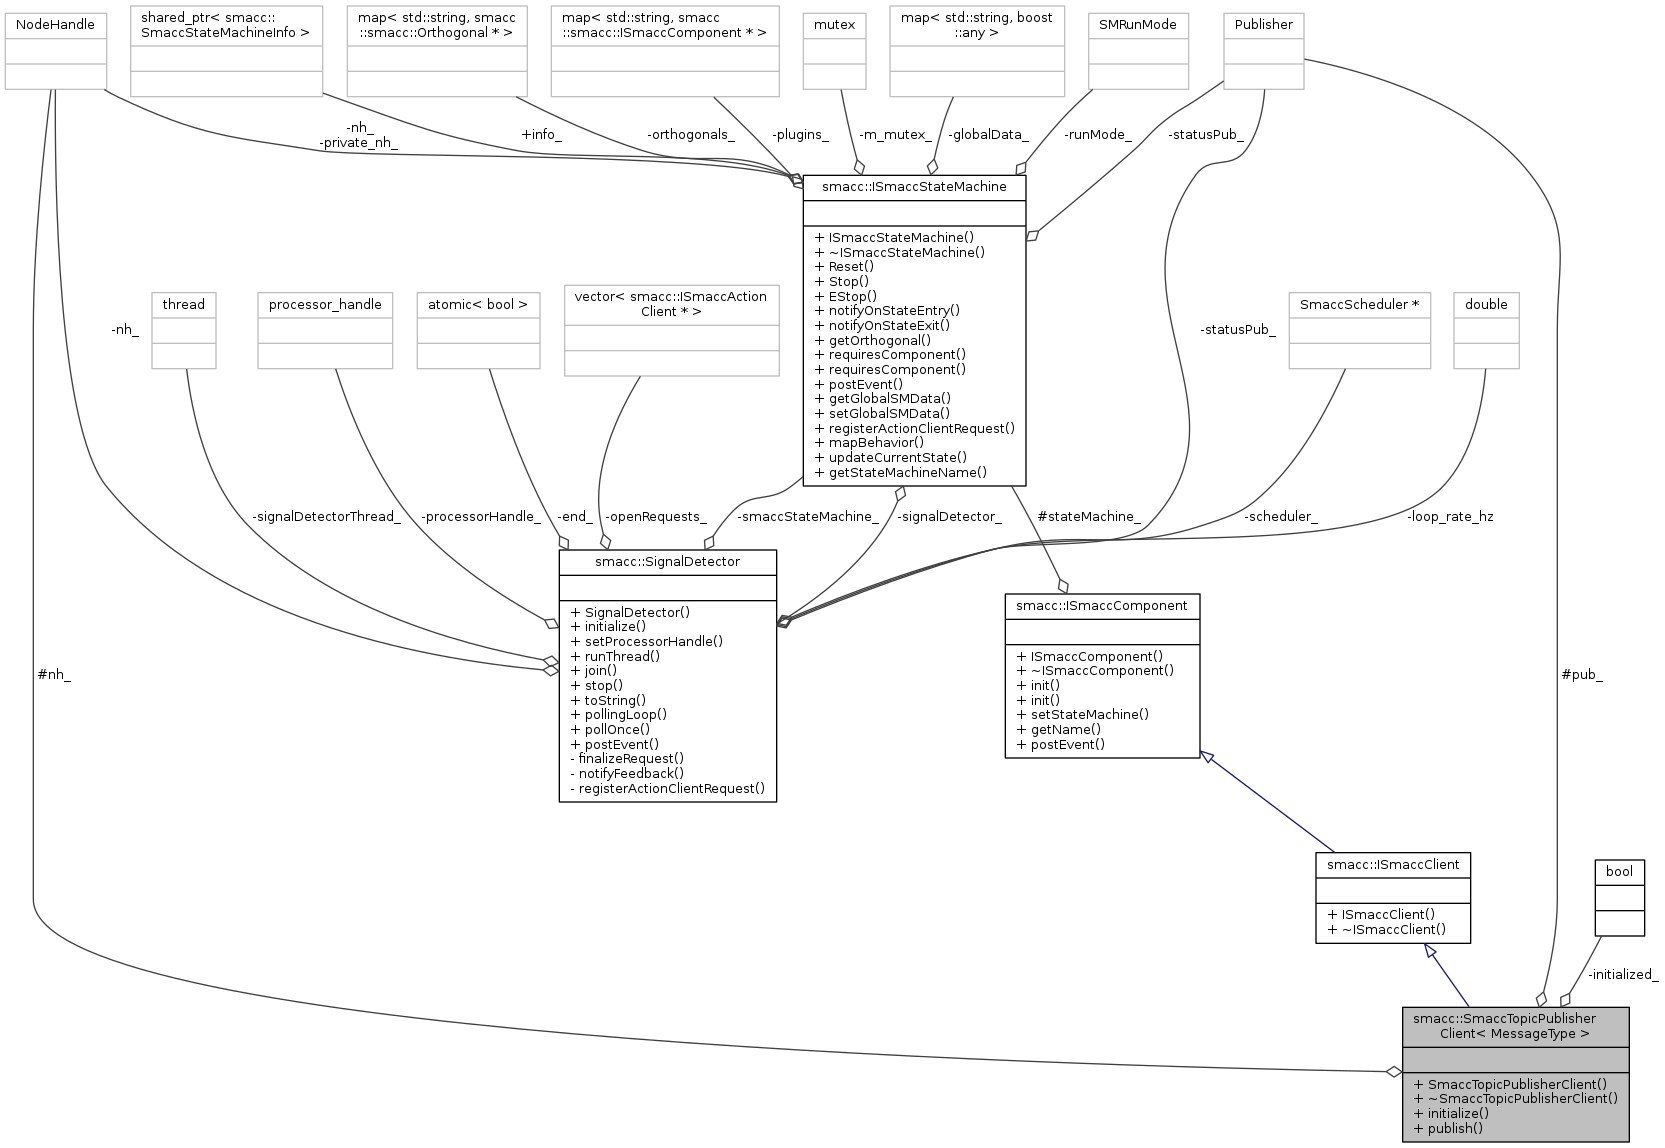 NodeHandle
shared_ptr< smacc::
SmaccStateMachineInfo >
map< std::string, smacc
::smacc::Orthogonal * >
map< std::string, smacc
::smacc::ISmaccComponent * >
mutex
map< std::string, boost
::any >
SMRunMode
Publisher
-nh_
-private_nh_
+info_
-orthogonals_
-plugins_
-m_mutex_
-globalData_
-runMode_
-statusPub_
smacc::ISmaccStateMachine
+ ISmaccStateMachine()
+ ~ISmaccStateMachine()
+ Reset()
+ Stop()
+ EStop()
+ notifyOnStateEntry()
+ notifyOnStateExit()
+ getOrthogonal()
+ requiresComponent()
+ requiresComponent()
+ postEvent()
+ getGlobalSMData()
+ setGlobalSMData()
+ registerActionClientRequest()
+ mapBehavior()
+ updateCurrentState()
+ getStateMachineName()
-nh_
thread
processor_handle
atomic< bool >
vector< smacc::ISmaccAction
Client * >
-statusPub_
SmaccScheduler *
double
-signalDetectorThread_
-processorHandle_
-end_
-openRequests_
-smaccStateMachine_
-signalDetector_
#stateMachine_
-scheduler_
-loop_rate_hz
smacc::SignalDetector
+ SignalDetector()
+ initialize()
+ setProcessorHandle()
+ runThread()
+ join()
+ stop()
+ toString()
+ pollingLoop()
+ pollOnce()
+ postEvent()
- finalizeRequest()
- notifyFeedback()
- registerActionClientRequest()
smacc::ISmaccComponent
+ ISmaccComponent()
+ ~ISmaccComponent()
+ init()
+ init()
+ setStateMachine()
+ getName()
+ postEvent()
#nh_
#pub_
smacc::ISmaccClient
+ ISmaccClient()
+ ~ISmaccClient()
bool
-initialized_
smacc::SmaccTopicPublisher
Client< MessageType >
+ SmaccTopicPublisherClient()
+ ~SmaccTopicPublisherClient()
+ initialize()
+ publish()